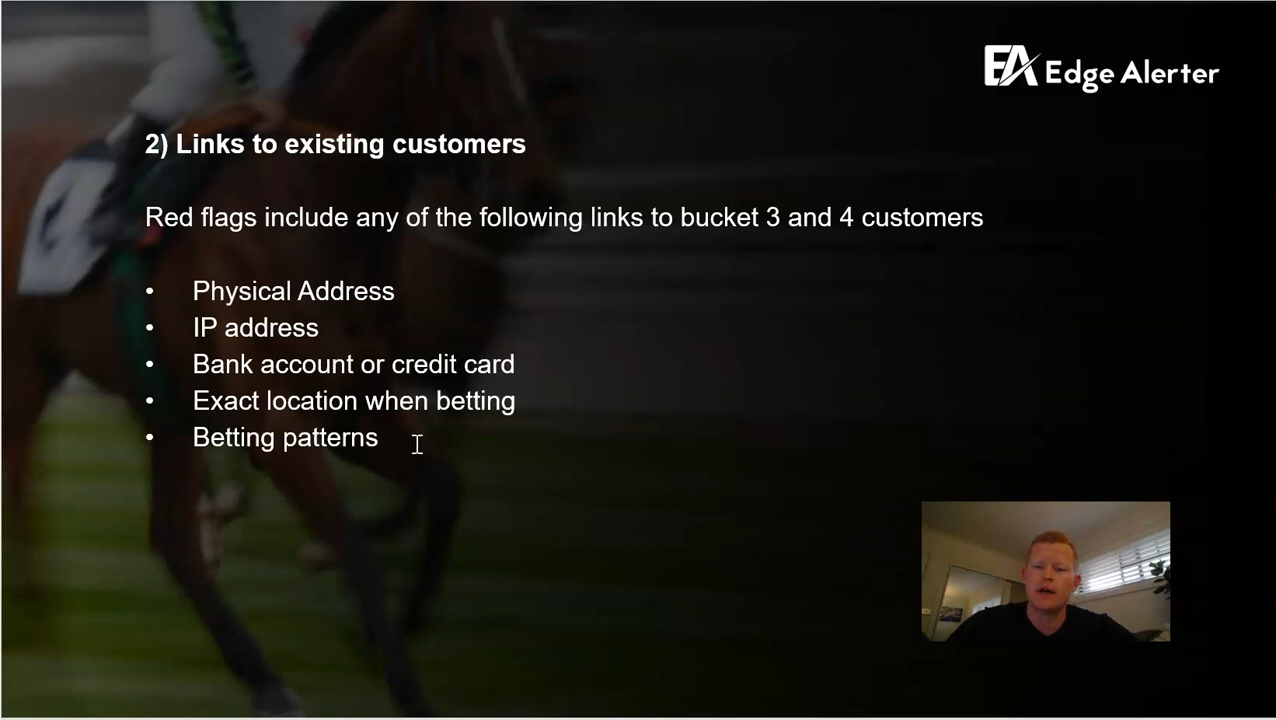 EA Edge Alerter
2) Links to existing customers
Red flags include any of the following links to bucket 3 and 4 customers
• Physical Address
• IP address
• Bank account or credit card
• Exact location when betting
• Betting patterns